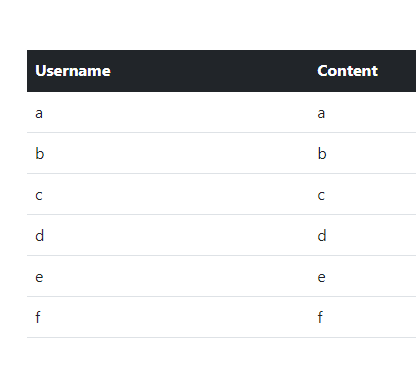 Username Content
a a
b b
c c
d d
e e
f f